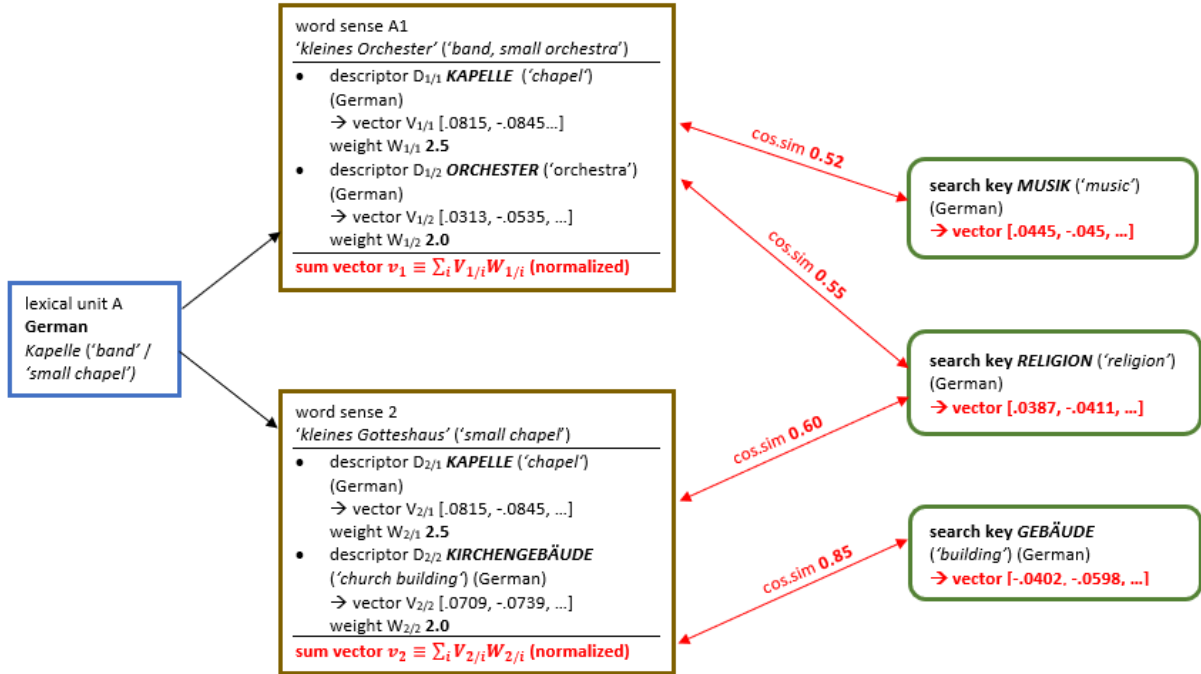 lexical unit A
German
Kapelle (‘band’ /
‘small chapel’)
word sense A1
‘kleines Orchester’ (‘band, small orchestra’)
• descriptor D1/1 KAPELLE (‘chapel‘)
(German)
→ vector V1/1 [.0815, -.0845…]
weight W1/1 2.5
• descriptor D1/2 ORCHESTER (‘orchestra’)
(German)
→ vector V1/2 [.0313, -.0535, …]
weight W1/2 2.0
sum vector v1 ≡ ∑i V1/iW1/i (normalized)
word sense 2
‘kleines Gotteshaus’ (‘small chapel’)
• descriptor D2/1 KAPELLE (‘chapel‘)
(German)
→ vector V2/1 [.0815, -.0845, …]
weight W2/1 2.5
• descriptor D2/2 KIRCHENGEBÄUDE
(‘church building’) (German)
→ vector V2/2 [.0709, -.0739, …]
weight W2/2 2.0
sum vector v2 ≡ ∑i V2/iW2/i (normalized)
cos.sim 0.52
cos.sim 0.55
cos.sim 0.60
cos.sim 0.85
search key MUSIK (‘music’)
(German)
→ vector [.0445, -.045, …]
search key RELIGION (‘religion’)
(German)
→ vector [.0387, -.0411, …]
search key GEBÄUDE
(‘building’) (German)
→ vector [-.0402, -.0598, …]